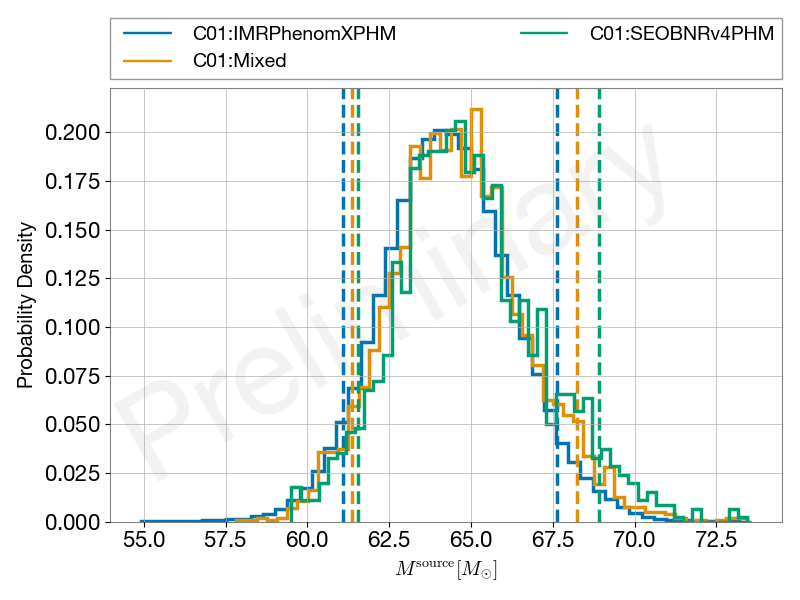 C01:IMRPhenomXPHM
C01:Mixed
C01:SEOBNRv4PHM
Probability Density
0.200
0.175
0.150
0.125
0.100
0.075
0.050
0.025
0.000
55.0 57.5 60.0 62.5 65.0 67.5 70.0 72.5
M^source [M_⊙]
Preliminary